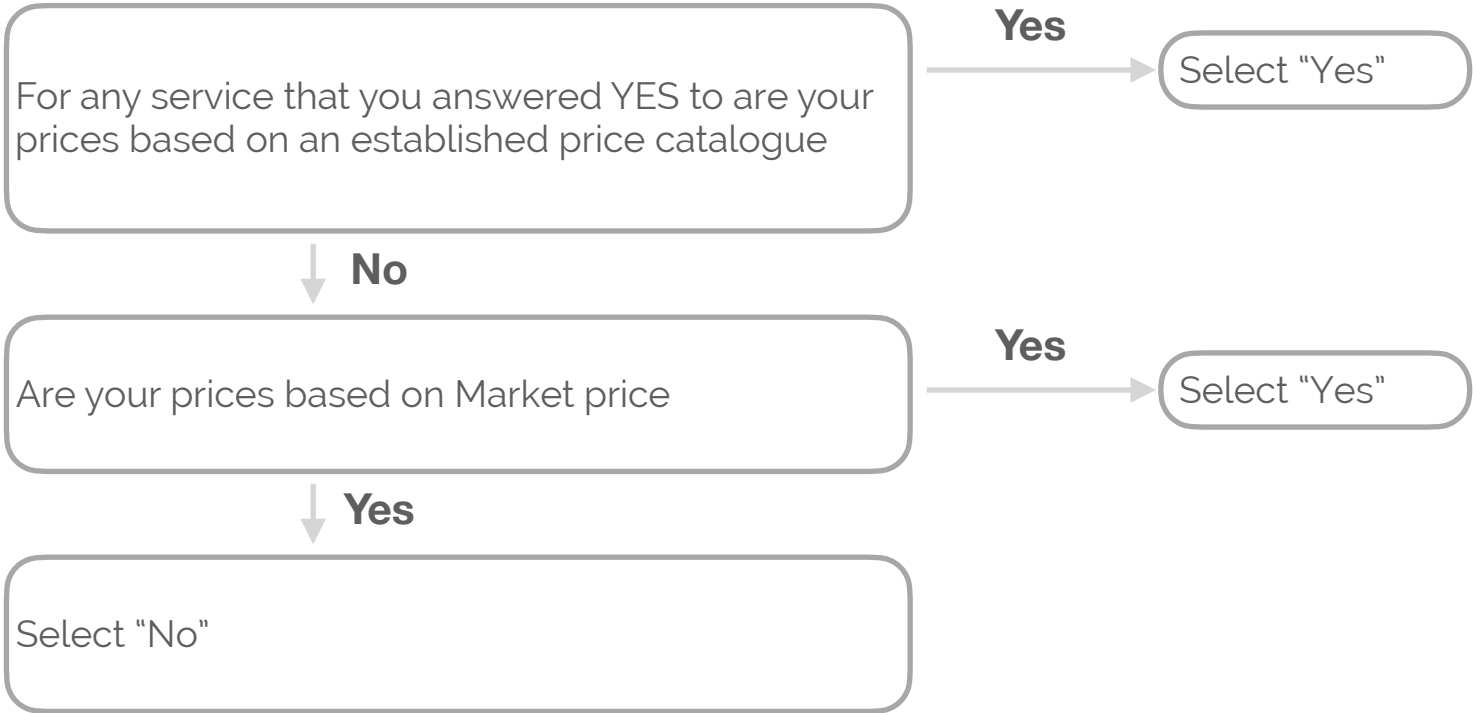 Yes
Select “Yes”
For any service that you answered YES to are your
prices based on an established price catalogue
No
Yes
Are your prices based on Market price
Select “Yes”
Yes
Select “No”